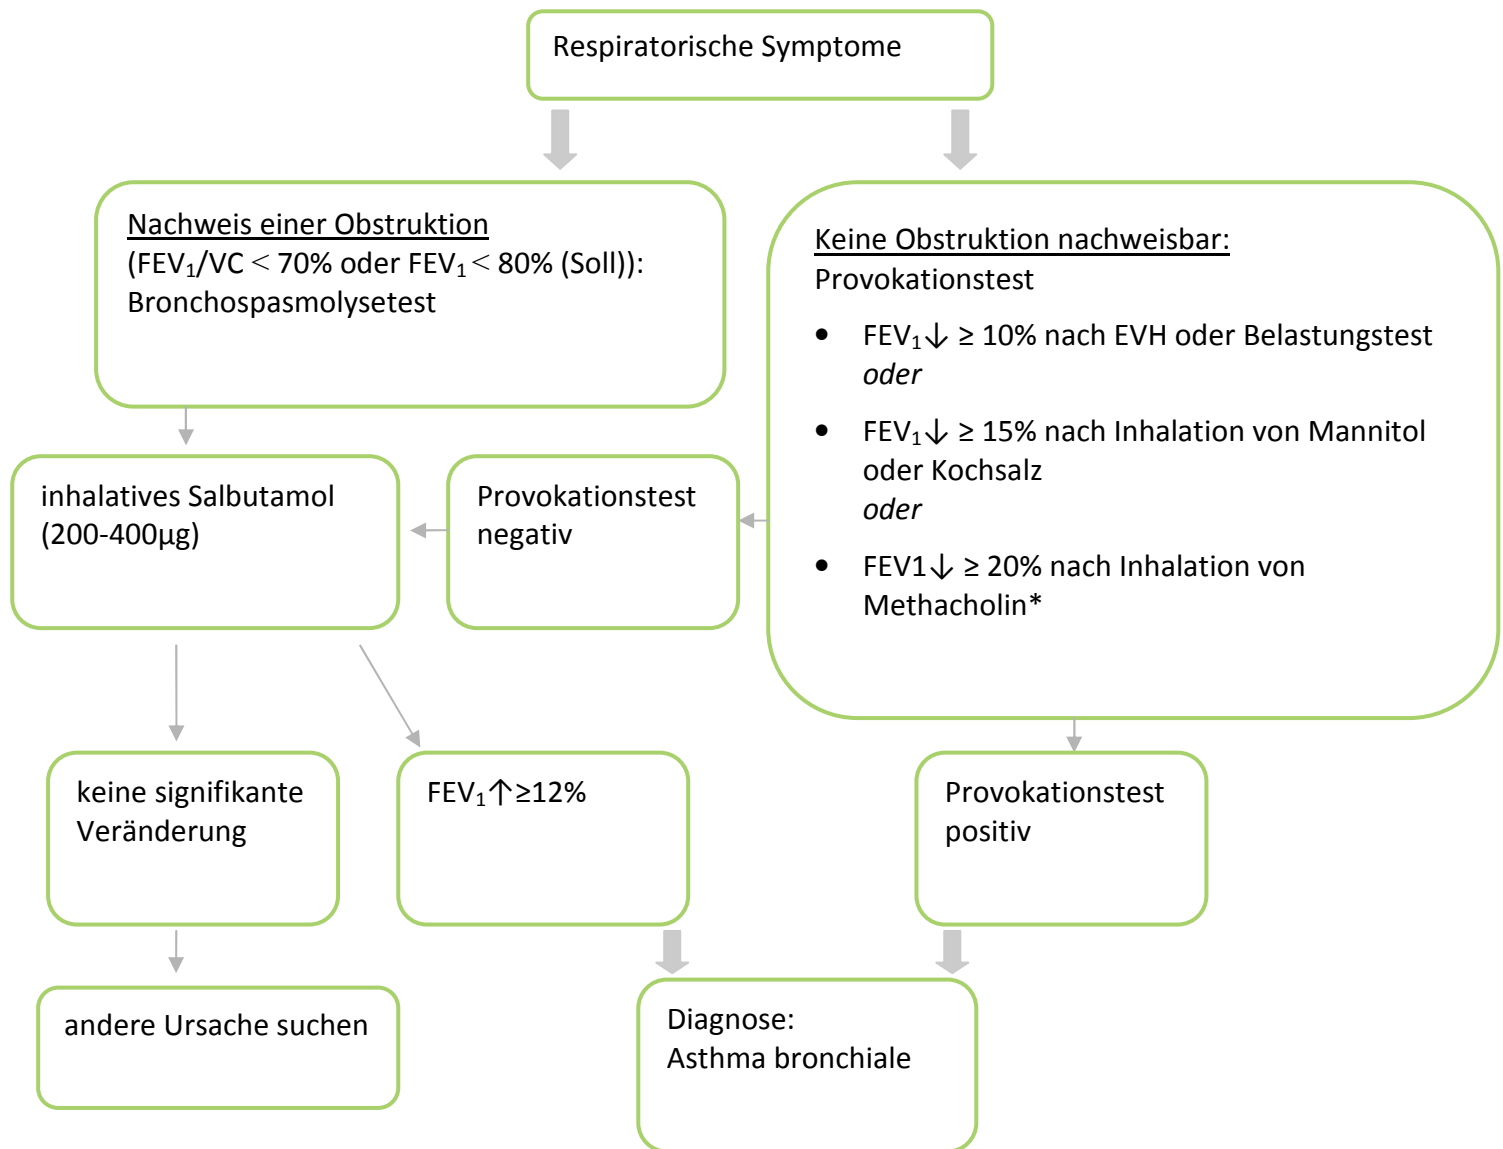 Respiratorische Symptome
Nachweis einer Obstruktion
(FEV₁/VC < 70% oder FEV₁ < 80% (Soll)):
Bronchospasmolysetest
Keine Obstruktion nachweisbar:
Provokationstest
• FEV₁↓ ≥ 10% nach EVH oder Belastungstest
oder
• FEV₁↓ ≥ 15% nach Inhalation von Mannitol
oder Kochsalz
oder
• FEV1↓ ≥ 20% nach Inhalation von
Methacholin*
inhalatives Salbutamol
(200-400µg)
Provokationstest
negativ
keine signifikante
Veränderung
FEV₁↑≥12%
Provokationstest
positiv
andere Ursache suchen
Diagnose:
Asthma bronchiale